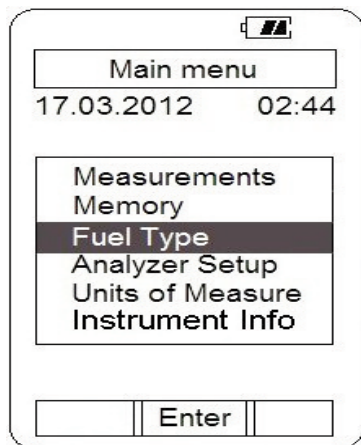 Main menu
17.03.2012 02:44
Measurements
Memory
Fuel Type
Analyzer Setup
Units of Measure
Instrument Info
Enter